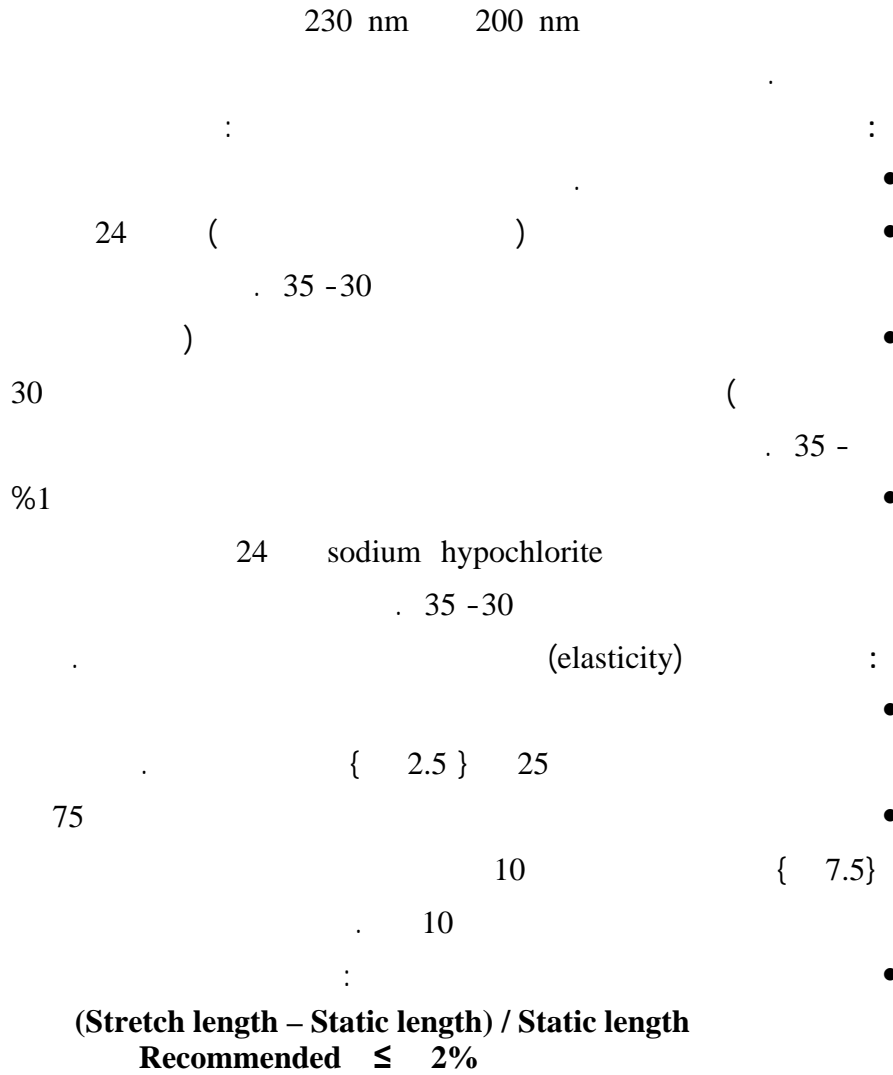 230 nm 200 nm
.
: :
• .
• ) ( 24
30- 35 .
• )
( 30
- 35 .
• %1
sodium hypochlorite 24
30- 35 .
: (elasticity) .
•
25 { 2.5 } .
• 75
{ 7.5} 10
10 .
• :
(Stretch length – Static length) / Static length
Recommended ≤ 2%